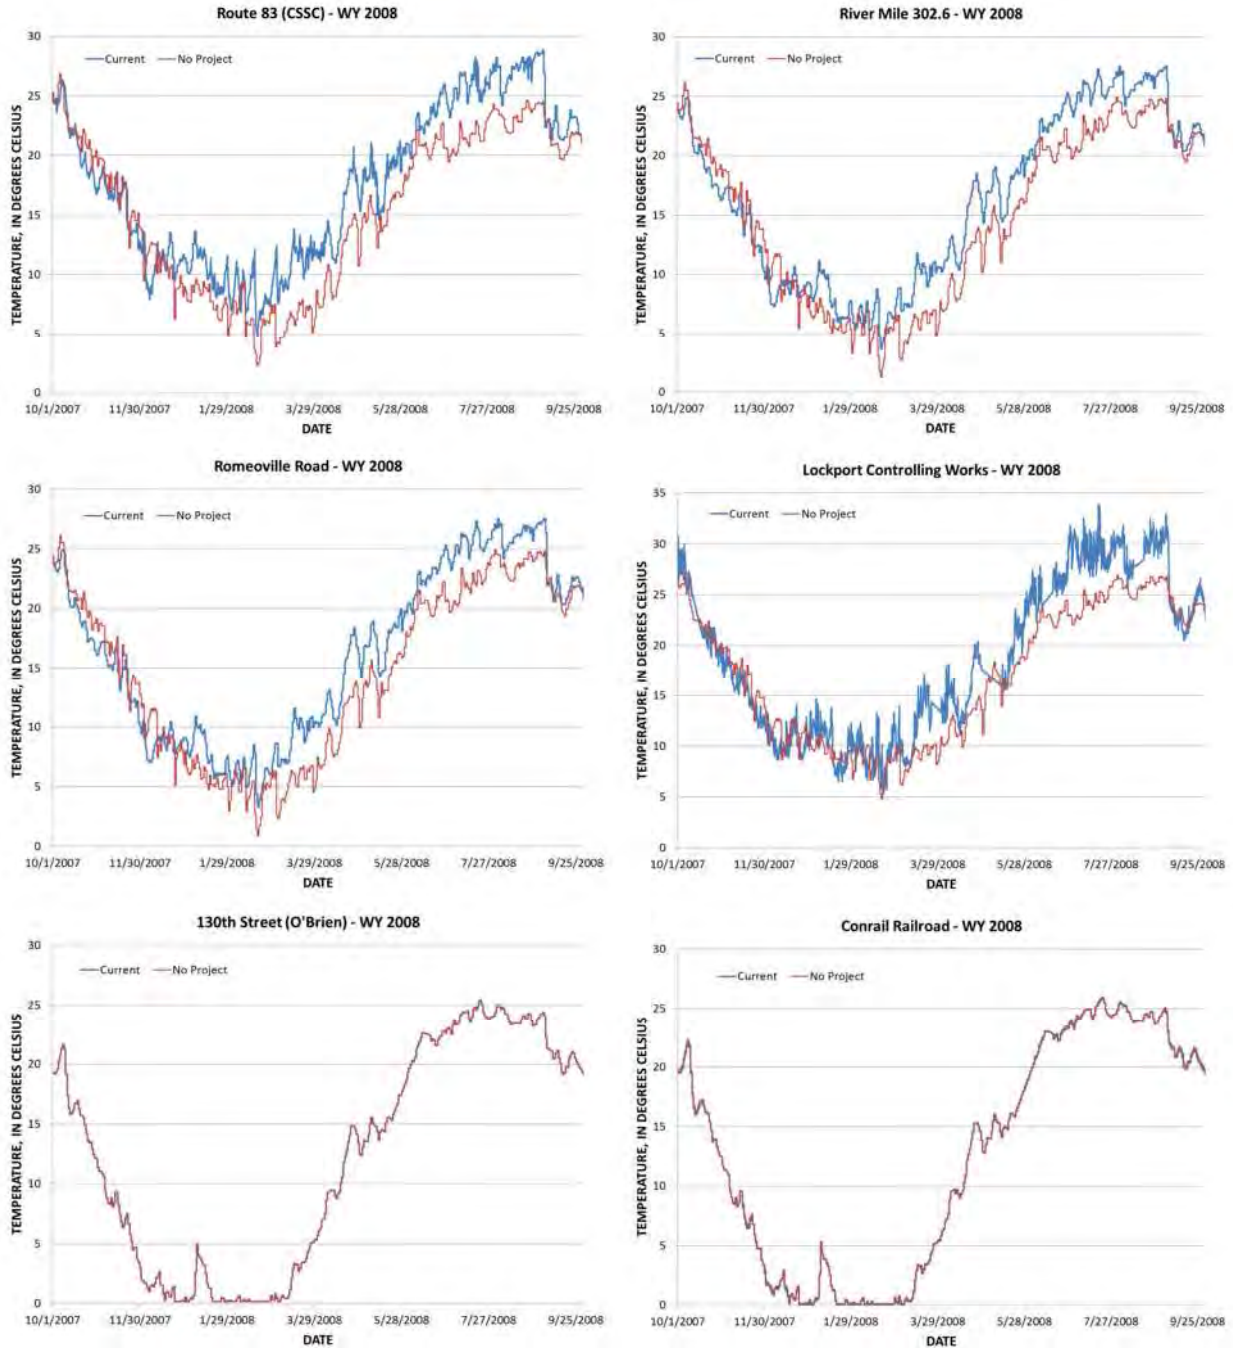 Route 83 (CSSC) - WY 2008
30
25
20
15
10
5
0
TEMPERATURE, IN DEGREES CELSIUS
Current No Project
10/1/2007 11/30/2007 1/29/2008 3/29/2008 5/28/2008 7/27/2008 9/25/2008
DATE
River Mile 302.6 - WY 2008
30
25
20
15
10
5
0
TEMPERATURE, IN DEGREES CELSIUS
Current No Project
10/1/2007 11/30/2007 1/29/2008 3/29/2008 5/28/2008 7/27/2008 9/25/2008
DATE
Romeoville Road - WY 2008
30
25
20
15
10
5
0
TEMPERATURE, IN DEGREES CELSIUS
Current No Project
10/1/2007 11/30/2007 1/29/2008 3/29/2008 5/28/2008 7/27/2008 9/25/2008
DATE
Lockport Controlling Works - WY 2008
35
30
25
20
15
10
5
0
TEMPERATURE, IN DEGREES CELSIUS
Current No Project
10/1/2007 11/30/2007 1/29/2008 3/29/2008 5/28/2008 7/27/2008 9/25/2008
DATE
130th Street (O'Brien) - WY 2008
30
25
20
15
10
5
0
TEMPERATURE, IN DEGREES CELSIUS
Current No Project
10/1/2007 11/30/2007 1/29/2008 3/29/2008 5/28/2008 7/27/2008 9/25/2008
DATE
Conrail Railroad - WY 2008
30
25
20
15
10
5
0
TEMPERATURE, IN DEGREES CELSIUS
Current No Project
10/1/2007 11/30/2007 1/29/2008 3/29/2008 5/28/2008 7/27/2008 9/25/2008
DATE